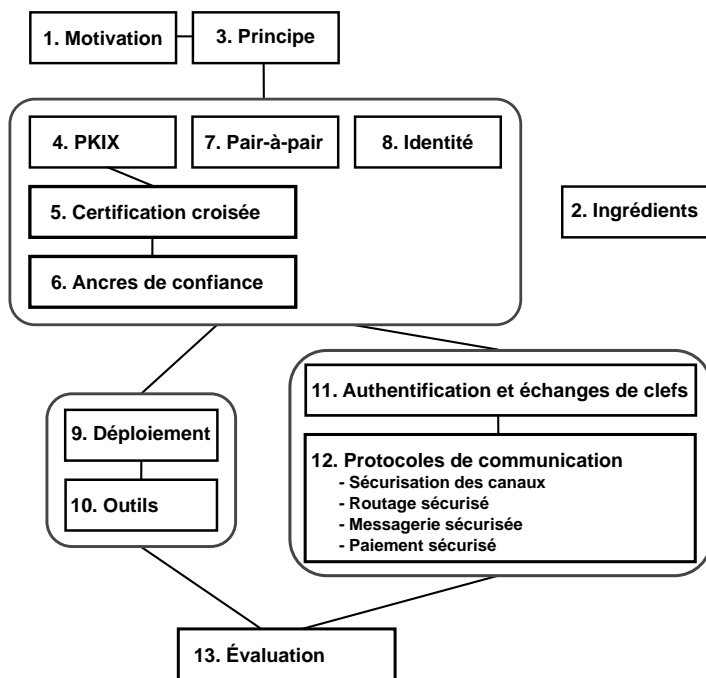 1. Motivation
3. Principe
4. PKIX
7. Pair-à-pair
8. Identité
5. Certification croisée
2. Ingrédients
6. Ancres de confiance
11. Authentification et échanges de clefs
9. Déploiement
12. Protocoles de communication
- Sécurisation des canaux
- Routage sécurisé
- Messagerie sécurisée
- Paiement sécurisé
10. Outils
13. Évaluation